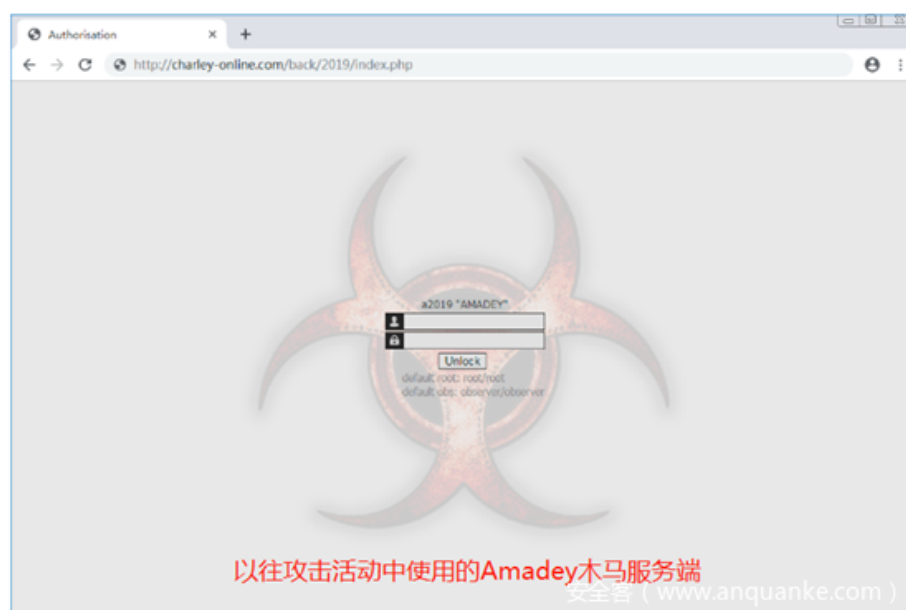 Authorisation
http://charley-online.com/back/2019/index.php
a2019 "AMADEY"
Unlock
default root: root/root
default obs: observer/observer
以往攻击活动中使用的Amadey木马服务端
安全客（www.anquanke.com）